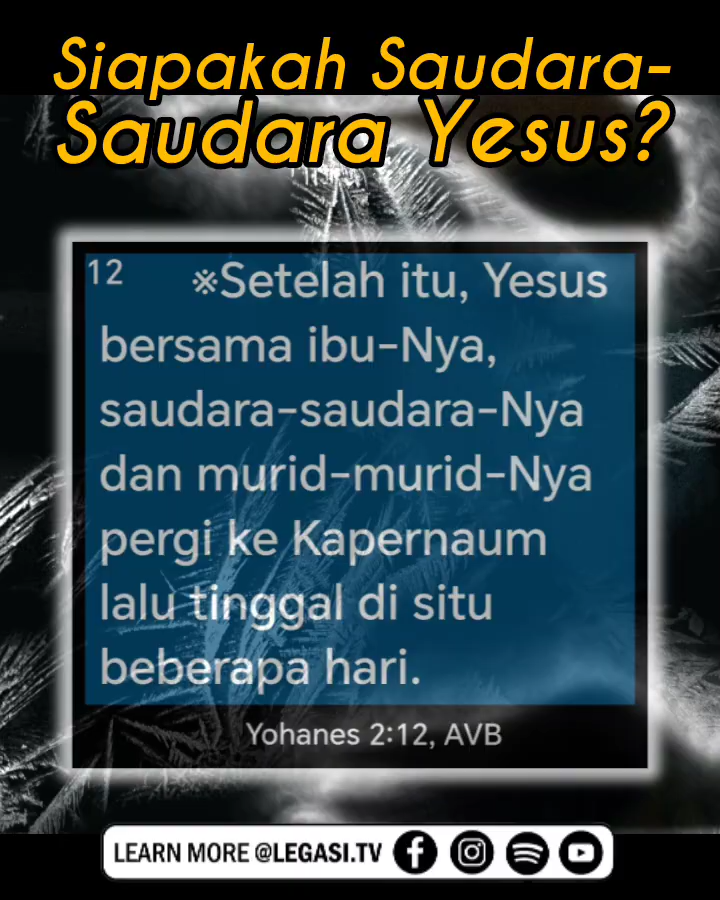 Siapakah Saudara-
Saudara Yesus?
12 ※Setelah itu, Yesus
bersama ibu-Nya,
saudara-saudara-Nya
dan murid-murid-Nya
pergi ke Kapernaum
lalu tinggal di situ
beberapa hari.
Yohanes 2:12, AVB
LEARN MORE @LEGASI.TV